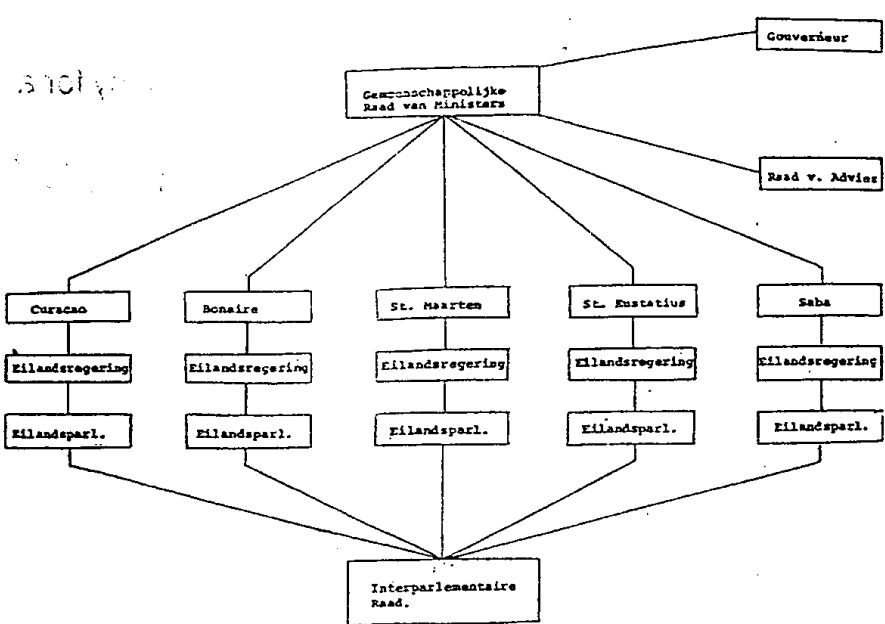 Gouverneur
Gemeenschappelijke
Raad van Ministers
Raad v. Advies
Curacao
Bonaire
St. Maarten
St. Eustatius
Saba
Eilandsregering
Eilandsregering
Eilandsregering
Eilandsregering
Eilandsregering
Eilandsparl.
Eilandsparl.
Eilandsparl.
Eilandsparl.
Eilandsparl.
Interparlementaire
Raad.